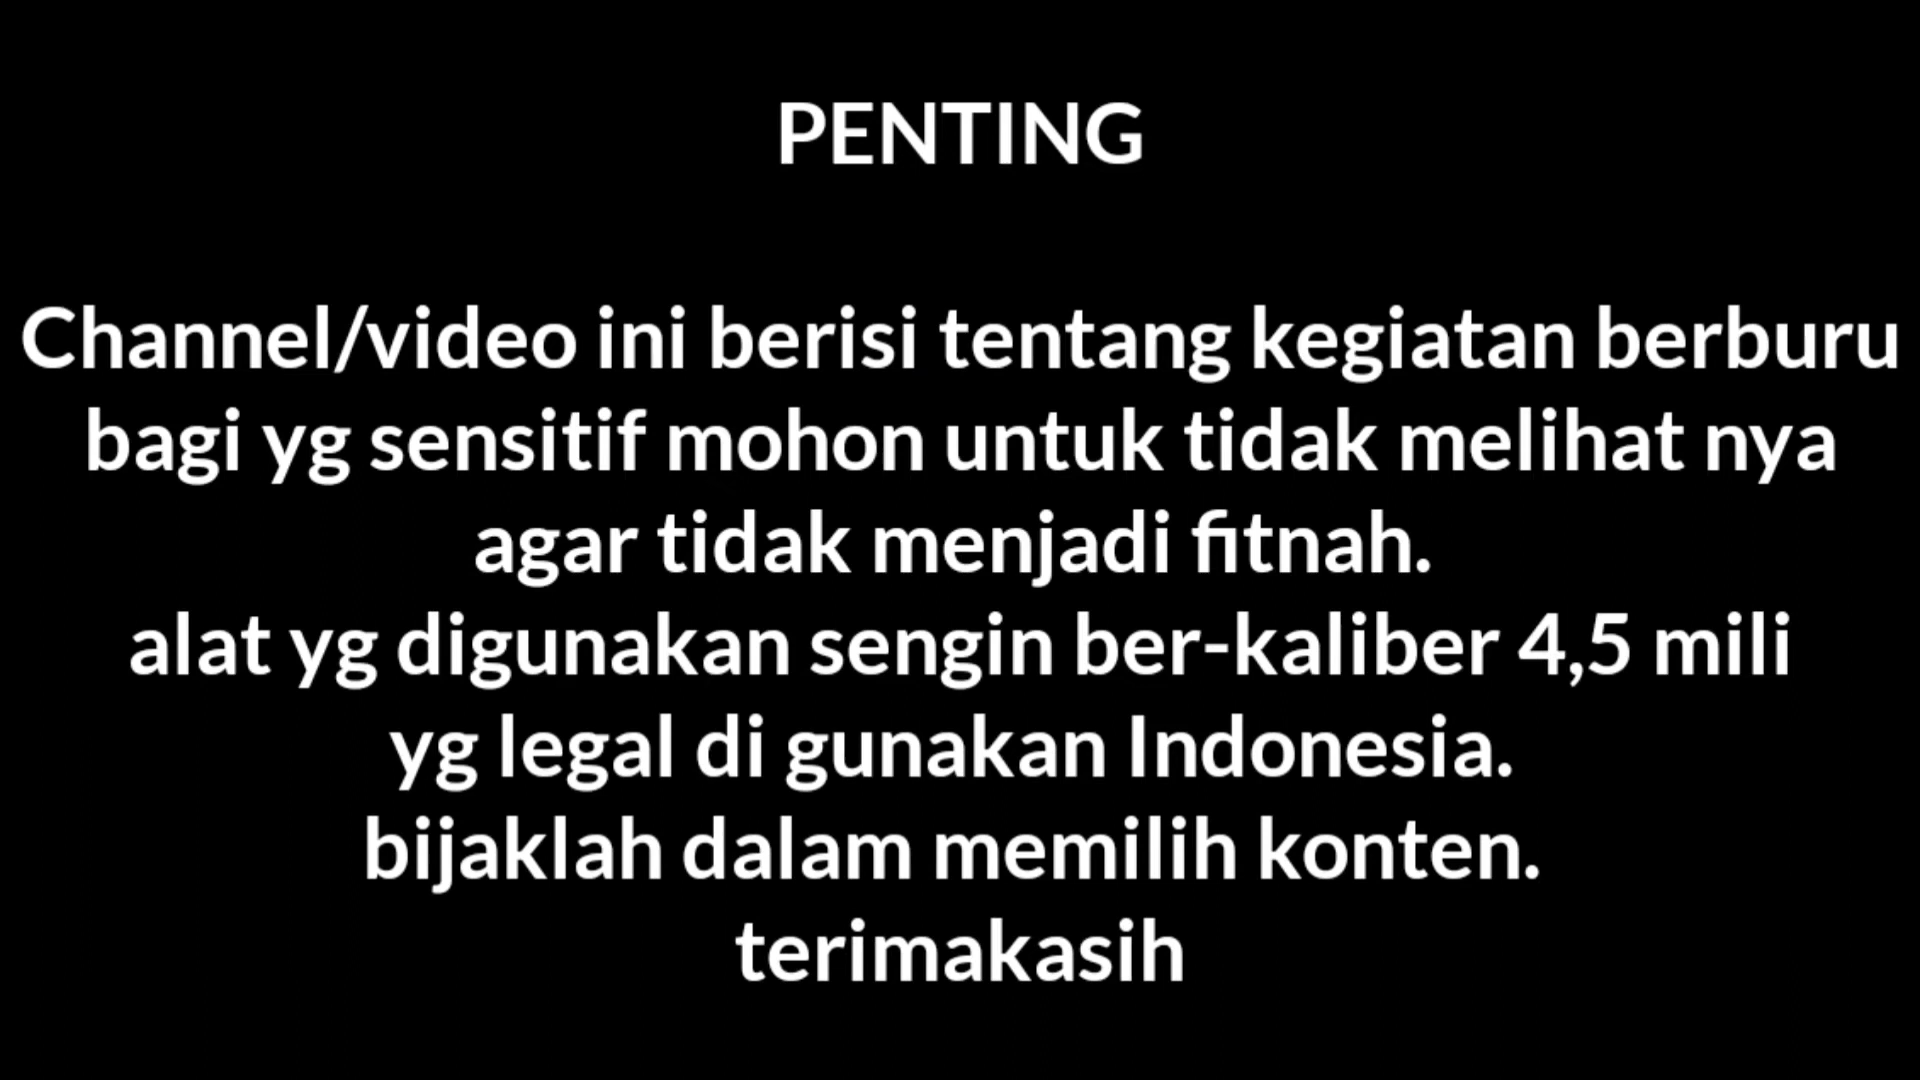 PENTING
Channel/video ini berisi tentang kegiatan berburu
bagi yg sensitif mohon untuk tidak melihat nya
agar tidak menjadi fitnah.
alat yg digunakan sengin ber-kaliber 4,5 mili
yg legal di gunakan Indonesia.
bijaklah dalam memilih konten.
terimakasih